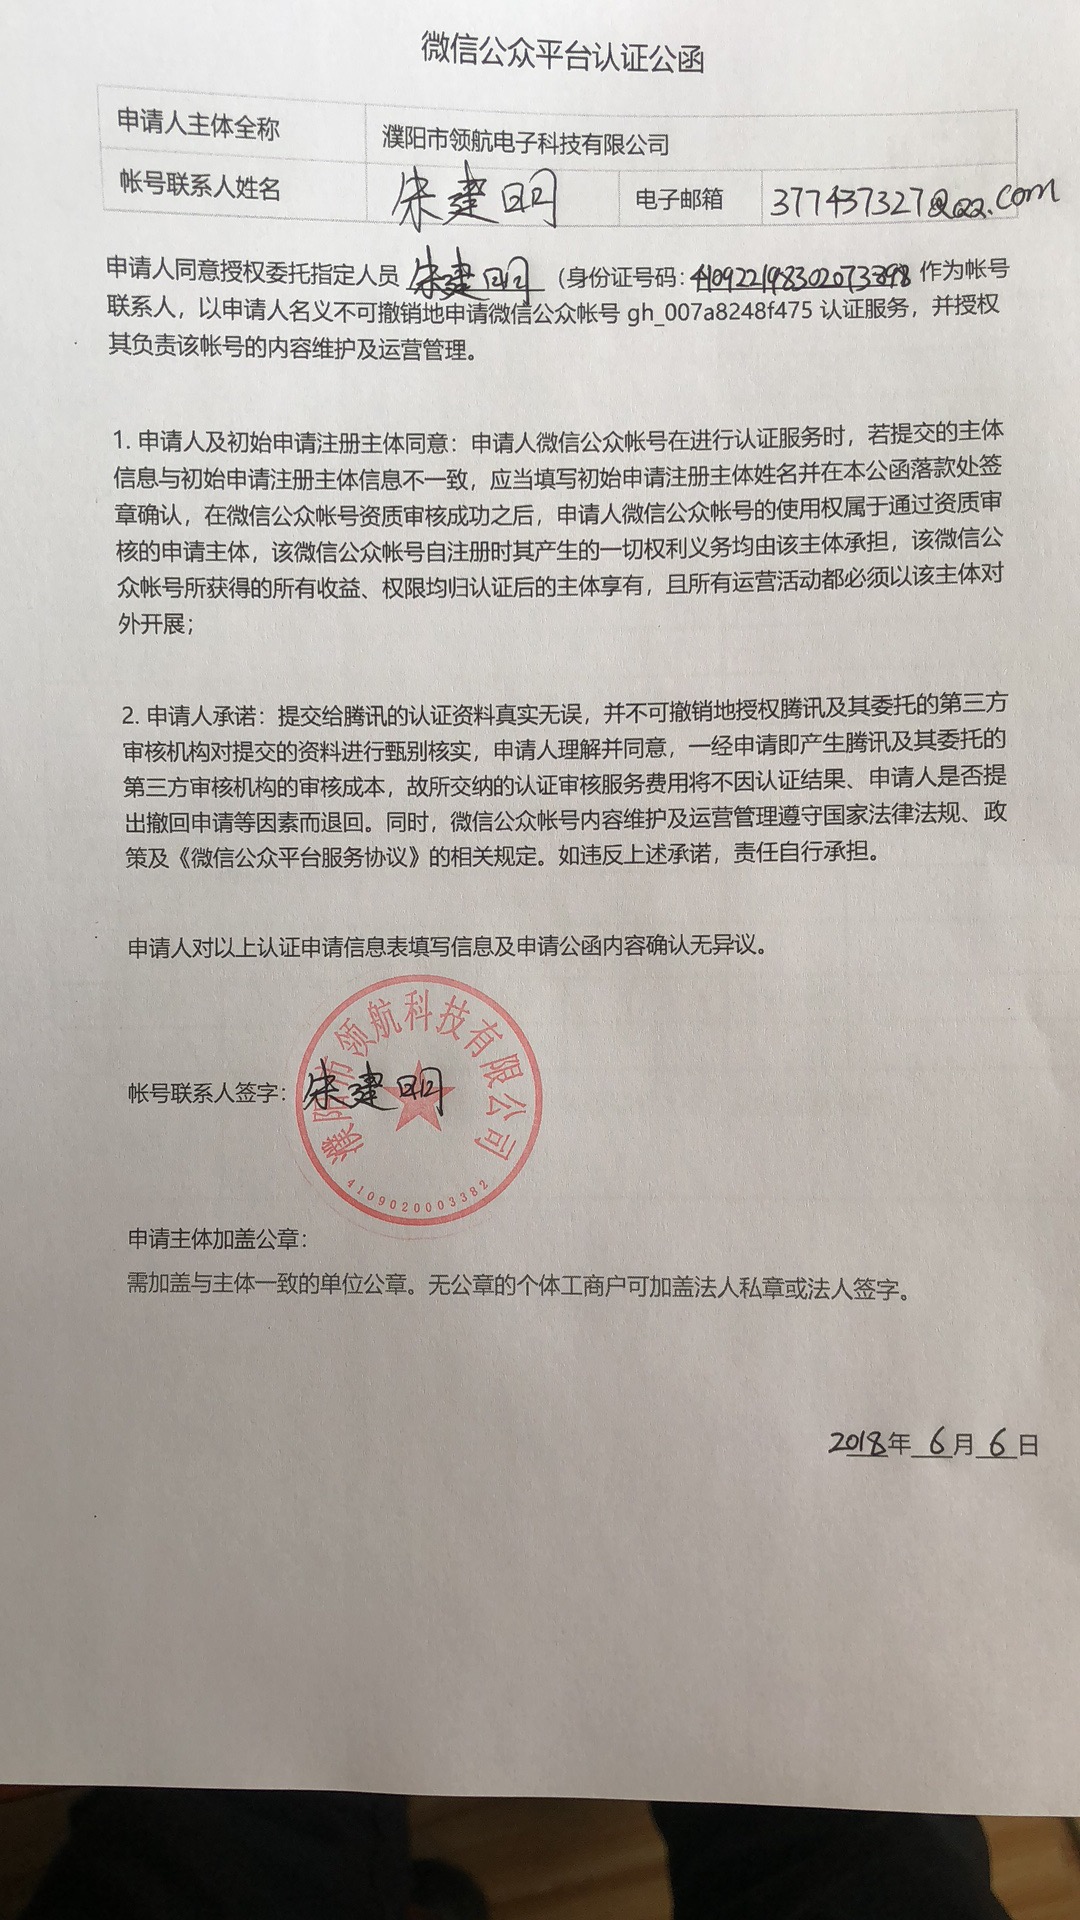 微信公众平台认证公函
申请人主体全称 濮阳市领航电子科技有限公司
帐号联系人姓名 朱建明 电子邮箱 377437327@qq.com
申请人同意授权委托指定人员 朱建明 (身份证号码: 作为帐号
联系人，以申请人名义不可撤销地申请微信公众帐号 gh_007a8248f475 认证服务，并授权
其负责该帐号的内容维护及运营管理。
1. 申请人及初始申请注册主体同意：申请人微信公众帐号在进行认证服务时，若提交的主体
信息与初始申请注册主体信息不一致，应当填写初始申请注册主体姓名并在本公函落款处签
章确认，在微信公众帐号资质审核成功之后，申请人微信公众帐号的使用权属于通过资质审
核的申请主体，该微信公众帐号自注册时其产生的一切权利义务均由该主体承担，该微信公
众帐号所获得的所有收益、权限均归认证后的主体享有，且所有运营活动都必须以该主体对
外开展；
2. 申请人承诺：提交给腾讯的认证资料真实无误，并不可撤销地授权腾讯及其委托的第三方
审核机构对提交的资料进行甄别核实，申请人理解并同意，一经申请即产生腾讯及其委托的
第三方审核机构的审核成本，故所交纳的认证审核服务费用将不因认证结果、申请人是否提
出撤回申请等因素而退回。同时，微信公众帐号内容维护及运营管理遵守国家法律法规、政
策及《微信公众平台服务协议》的相关规定。如违反上述承诺，责任自行承担。
申请人对以上认证申请信息表填写信息及申请公函内容确认无异议。
濮阳市领航科技有限公司
帐号联系人签字：朱建明
4109020003382
申请主体加盖公章：
需加盖与主体一致的单位公章。无公章的个体工商户可加盖法人私章或法人签字。
2018年 6 月 6 日